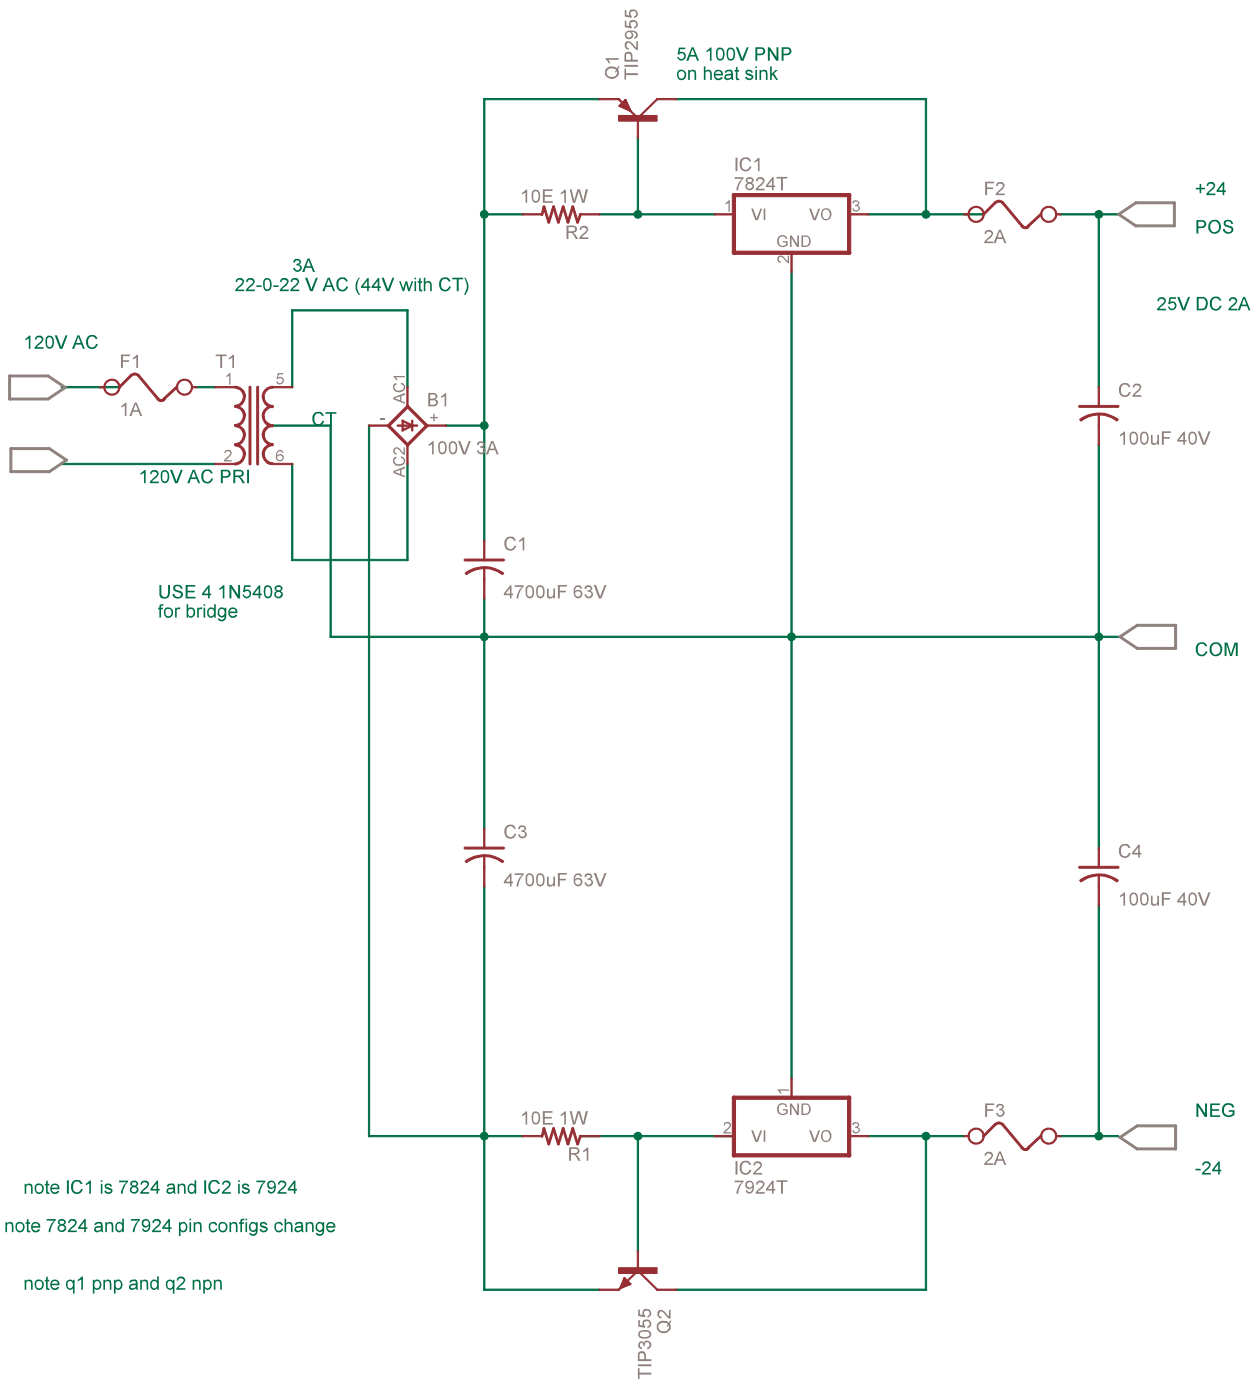 Q1
TIP2955
5A 100V PNP
on heat sink
IC1
7824T
10E 1W
R2
1
VI
VO
3
GND
2
F2
2A
+24
POS
25V DC 2A
3A
22-0-22 V AC (44V with CT)
120V AC
F1
1A
T1
1
5
CT
2
6
120V AC PRI
AC1
B1
-
+
100V 3A
AC2
C2
100uF 40V
C1
4700uF 63V
USE 4 1N5408
for bridge
COM
C3
4700uF 63V
C4
100uF 40V
10E 1W
R1
1
GND
2
VI
VO
3
IC2
7924T
F3
2A
NEG
-24
note IC1 is 7824 and IC2 is 7924
note 7824 and 7924 pin configs change
note q1 pnp and q2 npn
TIP3055
Q2